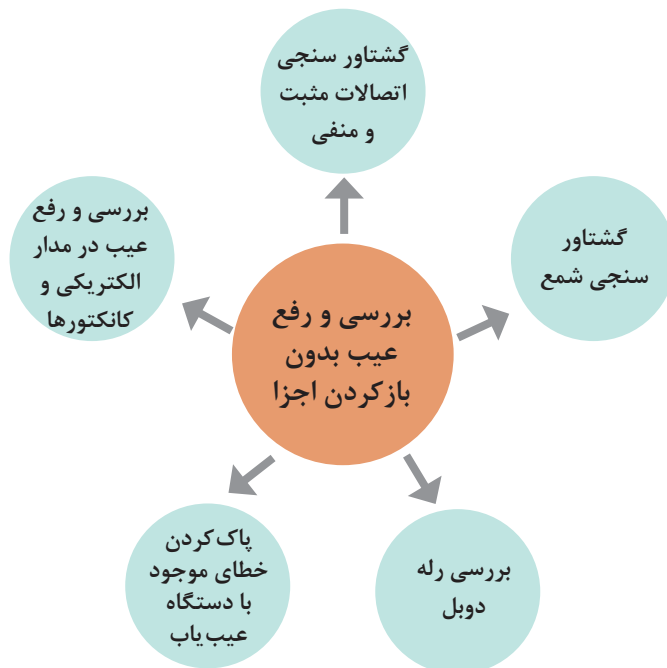 گشتاور سنجی
اتصالات مثبت
و منفی
گشتاور
سنجی شمع
بررسی و رفع
عیب در مدار
الکتریکی و
کانکتورها
بررسی و رفع
عیب بدون
بازکردن اجزا
پاک کردن
خطای موجود
با دستگاه
عیب یاب
بررسی رله
دوبل